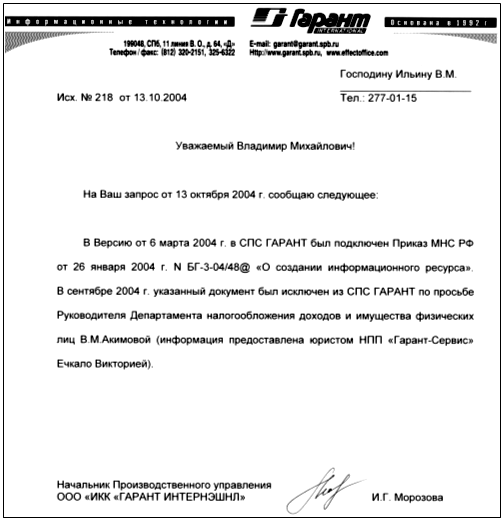 Информационные технологии
Гарант
INTERNATIONAL
Основана в 1992 г.
199048, СПб, 11 линия В. О., д. 64, «Д»
Телефон / факс: (812) 320-2151, 325-6322
E-mail: garant@garant.spb.ru
Http://www.garant.spb.ru, www.effectoffice.com
Господину Ильину В.М.
Исх. № 218 от 13.10.2004
Тел.: 277-01-15
Уважаемый Владимир Михайлович!
На Ваш запрос от 13 октября 2004 г. сообщаю следующее:
В Версию от 6 марта 2004 г. в СПС ГАРАНТ был подключен Приказ МНС РФ
от 26 января 2004 г. N БГ-3-04/48@ «О создании информационного ресурса».
В сентябре 2004 г. указанный документ был исключен из СПС ГАРАНТ по просьбе
Руководителя Департамента налогообложения доходов и имущества физических
лиц В.М.Акимовой (информация предоставлена юристом НПП «Гарант-Сервис»
Ечкало Викторией).
Начальник Производственного управления
ООО «ИКК «ГАРАНТ ИНТЕРНЭШНЛ»
И.Г. Морозова